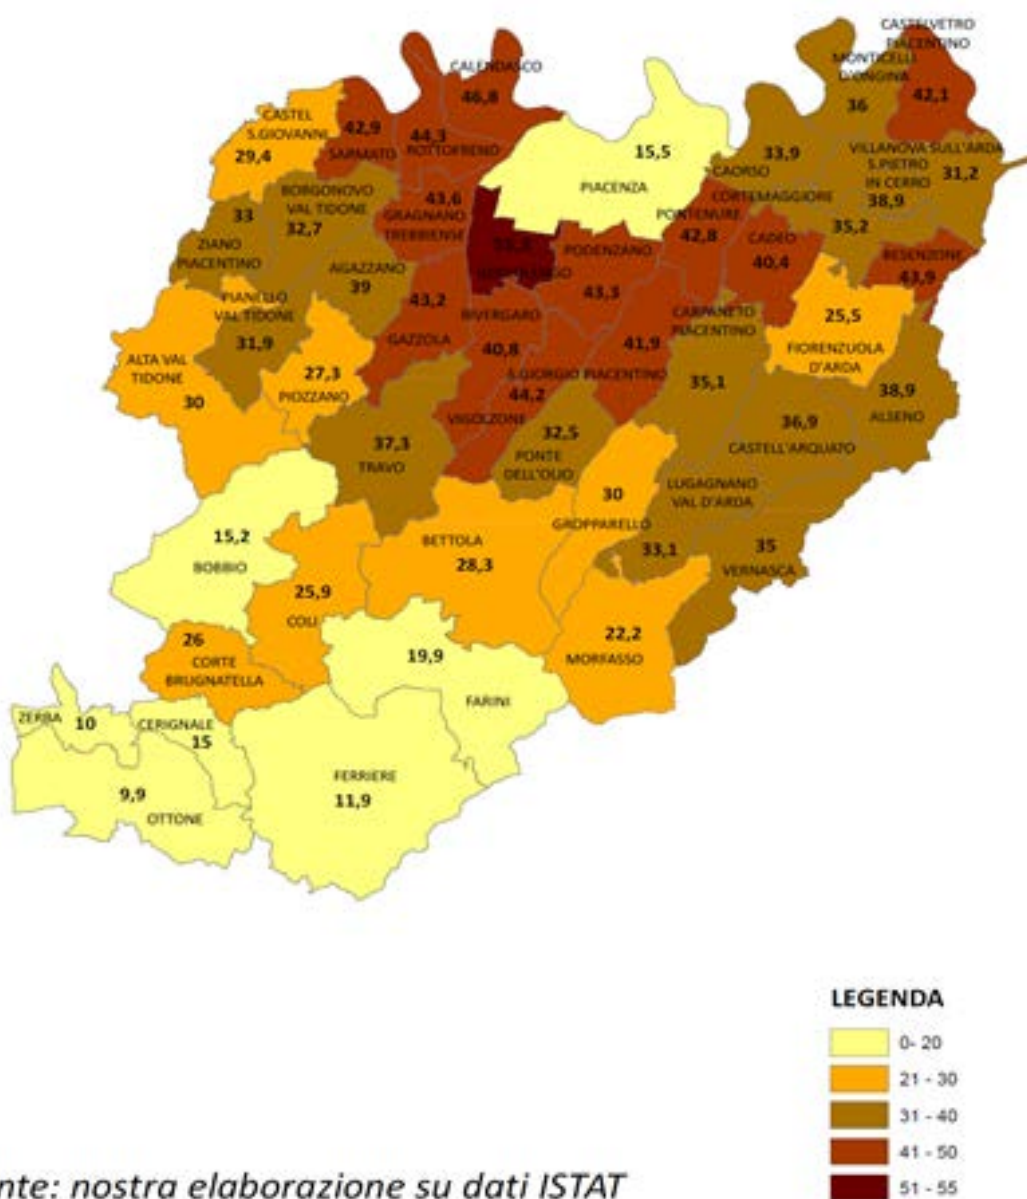 CASTELVETRO
PIACENTINO
MONTICELLI
D'ONGINA
42,1
36
CALENDASCO
46,8
CASTEL
S.GIOVANNI
29,4
42,9
SARMATO
44,3
ROTTOFRENO
15,5
PIACENZA
33,9
CAORSO
VILLANOVA SULL'ARDA
31,2
S.PIETRO
IN CERRO
38,9
CORTEMAGGIORE
35,2
BORGONOVO
VAL TIDONE
32,7
33
ZIANO
PIACENTINO
43,6
GRAGNANO
TREBBIENSE
PONTENURE
42,8
CADEO
40,4
BESENZONE
43,9
PODENZANO
43,3
AGAZZANO
39
43,2
GAZZOLA
PIANELLO
VAL TIDONE
31,9
RIVERGARO
40,8
CARPANETO
PIACENTINO
35,1
25,5
FIORENZUOLA
D'ARDA
ALTA VAL
TIDONE
30
27,3
PIOZZANO
41,9
S.GIORGIO PIACENTINO
44,2
VIGOLZONE
38,9
ALSENO
36,9
CASTELL'ARQUATO
37,3
TRAVO
32,5
PONTE
DELL'OLIO
30
GROPPARELLO
LUGAGNANO
VAL D'ARDA
33,1
35
VERNASCA
15,2
BOBBIO
BETTOLA
28,3
25,9
COLI
22,2
MORFASSO
26
CORTE
BRUGNATELLA
19,9
FARINI
ZERBA
10
CERIGNALE
15
9,9
OTTONE
FERRIERE
11,9
LEGENDA
0- 20
21 - 30
31 - 40
41 - 50
51 - 55
nte: nostra elaborazione su dati ISTAT